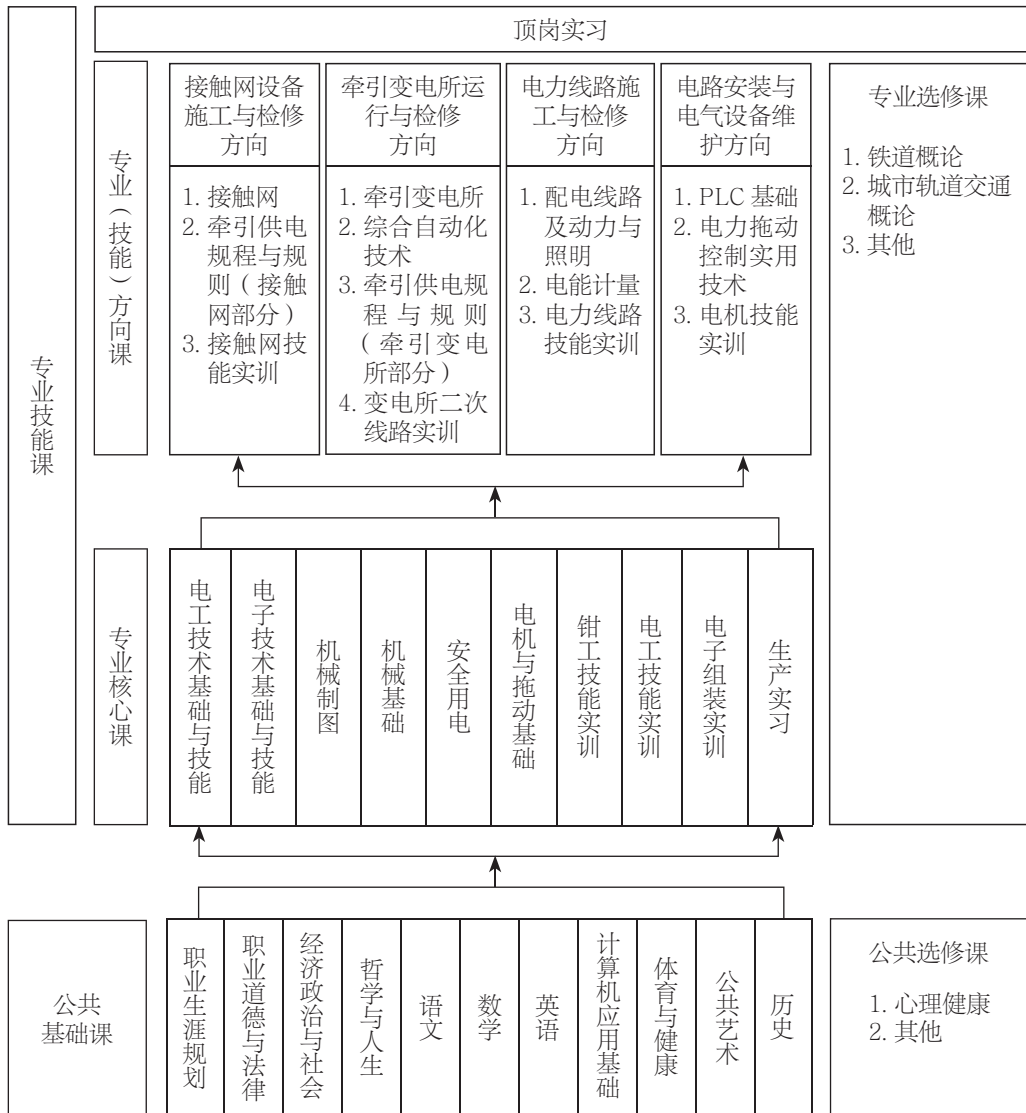 顶岗实习
专业技能课
专业（技能）方向课
接触网设备
施工与检修
方向
1. 接触网
2. 牵引供电
规程与规
则（接触
网部分）
3. 接触网技
能实训
牵引变电所运
行与检修
方向
1. 牵引变电所
2. 综合自动化
技术
3. 牵引供电规
程与规则
（牵引变电
所部分）
4. 变电所二次
线路实训
电力线路施
工与检修
方向
1. 配电线路
及动力与
照明
2. 电能计量
3. 电力线路
技能实训
电路安装与
电气设备维
护方向
1. PLC 基础
2. 电力拖动
控制实用
技术
3. 电机技能
实训
专业选修课
1. 铁道概论
2. 城市轨道交通
概论
3. 其他
专业核心课
电工技术基础与技能
电子技术基础与技能
机械制图
机械基础
安全用电
电机与拖动基础
钳工技能实训
电工技能实训
电子组装实训
生产实习
公共
基础课
职业生涯规划
职业道德与法律
经济政治与社会
哲学与人生
语文
数学
英语
计算机应用基础
体育与健康
公共艺术
历史
公共选修课
1. 心理健康
2. 其他